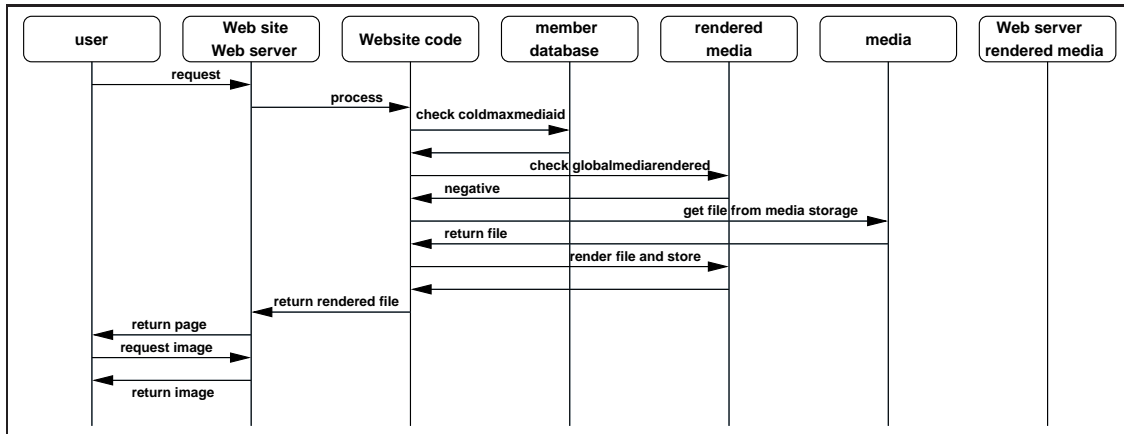 user
Web site
Web server
Website code
member
database
rendered
media
media
Web server
rendered media
request
process
check coldmaxmediaid
check globalmediarendered
negative
get file from media storage
return file
render file and store
return rendered file
return page
request image
return image